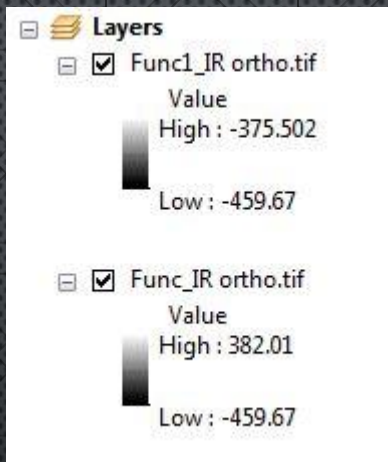 Layers
Func1_IR ortho.tif
Value
High : -375.502
Low : -459.67
Func_IR ortho.tif
Value
High : 382.01
Low : -459.67